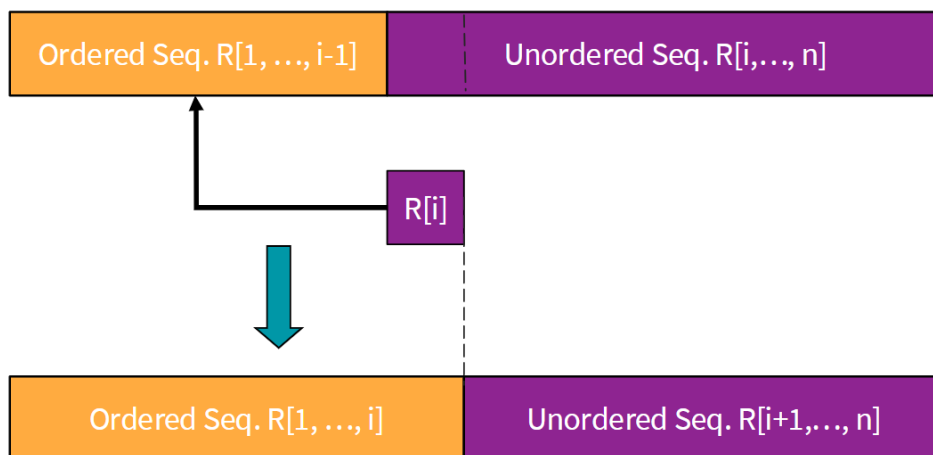 Ordered Seq. R[1, …, i-1]
Unordered Seq. R[i,…, n]
R[i]
Ordered Seq. R[1, …, i]
Unordered Seq. R[i+1,…, n]